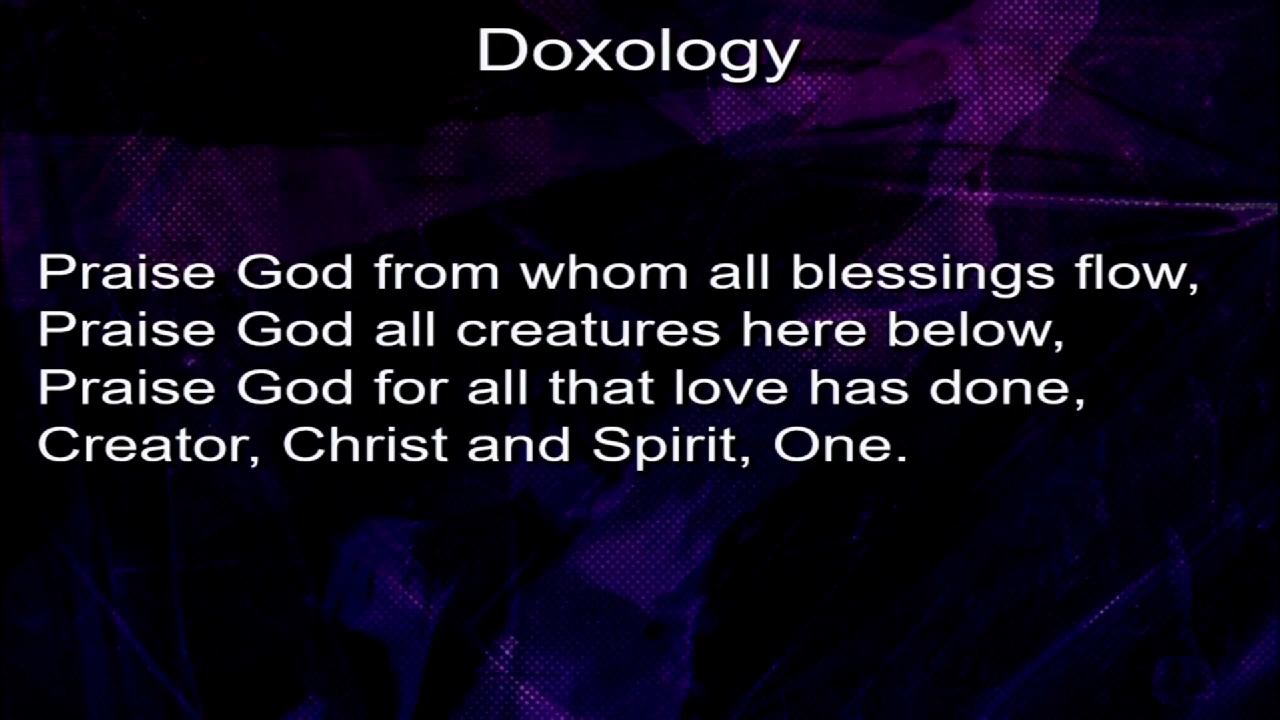 Doxology
Praise God from whom all blessings flow,
Praise God all creatures here below,
Praise God for all that love has done,
Creator, Christ and Spirit, One.